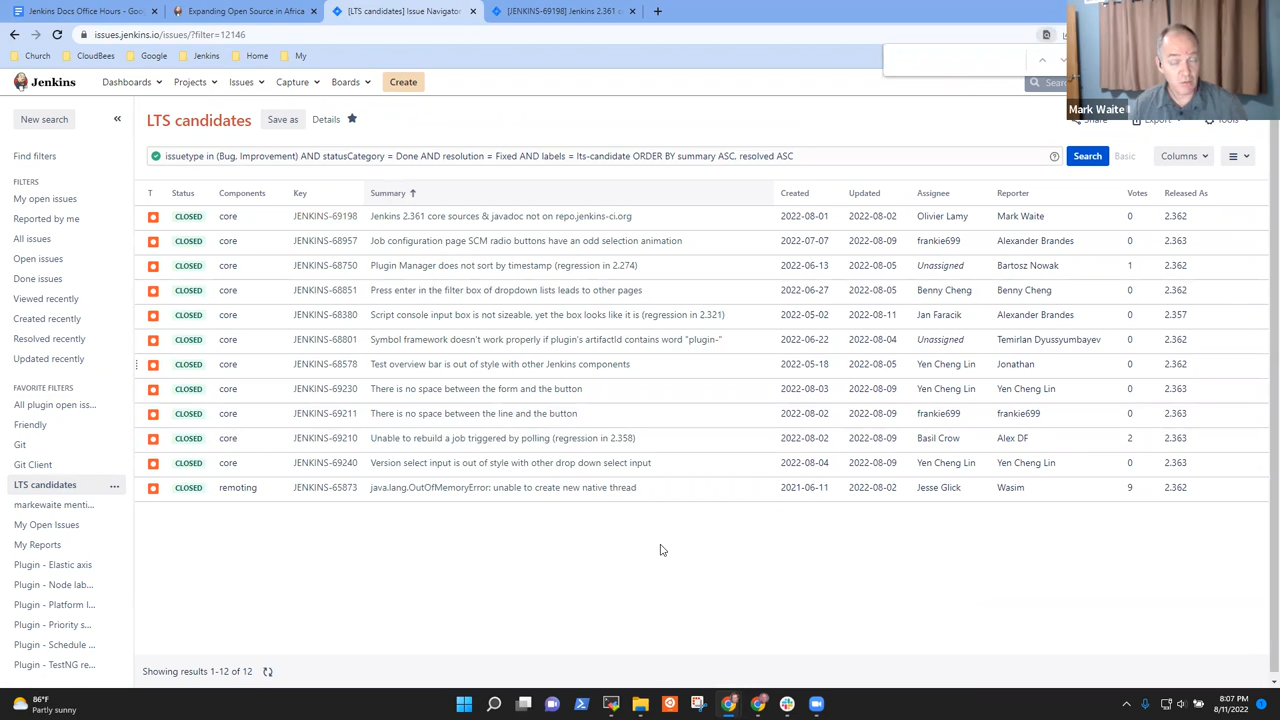 Jenkins Docs Office Hours - Goog
Expanding Open Source in Africa
[LTS candidates] Issue Navigator
[JENKINS-69198] Jenkins 2.361 c
issues.jenkins.io/issues/?filter=12146
Church
CloudBees
Google
Jenkins
Home
My
Jenkins
Dashboards
Projects
Issues
Capture
Boards
Create
Sear
Mark Waite
New search
LTS candidates
Save as
Details
Share
Export
Tools
issuetype in (Bug, Improvement) AND statusCategory = Done AND resolution = Fixed AND labels = lts-candidate ORDER BY summary ASC, resolved ASC
Search
Basic
Columns
Find filters
FILTERS
My open issues
Reported by me
All issues
Open issues
Done issues
Viewed recently
Created recently
Resolved recently
Updated recently
FAVORITE FILTERS
All plugin open iss...
Friendly
Git
Git Client
LTS candidates
markewaite menti...
My Open Issues
My Reports
Plugin - Elastic axis
Plugin - Node lab...
Plugin - Platform l...
Plugin - Priority s...
Plugin - Schedule ...
Plugin - TestNG re...
T Status Components Key Summary Created Updated Assignee Reporter Votes Released As
CLOSED core JENKINS-69198 Jenkins 2.361 core sources & javadoc not on repo.jenkins-ci.org 2022-08-01 2022-08-02 Olivier Lamy Mark Waite 0 2.362
CLOSED core JENKINS-68957 Job configuration page SCM radio buttons have an odd selection animation 2022-07-07 2022-08-09 frankie699 Alexander Brandes 0 2.363
CLOSED core JENKINS-68750 Plugin Manager does not sort by timestamp (regression in 2.274) 2022-06-13 2022-08-05 Unassigned Bartosz Nowak 1 2.362
CLOSED core JENKINS-68851 Press enter in the filter box of dropdown lists leads to other pages 2022-06-27 2022-08-05 Benny Cheng Benny Cheng 0 2.362
CLOSED core JENKINS-68380 Script console input box is not sizeable, yet the box looks like it is (regression in 2.321) 2022-05-02 2022-08-11 Jan Faracik Alexander Brandes 0 2.357
CLOSED core JENKINS-68801 Symbol framework doesn't work properly if plugin's artifactId contains word "plugin-" 2022-06-22 2022-08-04 Unassigned Temirlan Dyussyumbayev 0 2.362
CLOSED core JENKINS-68578 Test overview bar is out of style with other Jenkins components 2022-05-18 2022-08-05 Yen Cheng Lin Jonathan 0 2.362
CLOSED core JENKINS-69230 There is no space between the form and the button 2022-08-03 2022-08-09 Yen Cheng Lin Yen Cheng Lin 0 2.363
CLOSED core JENKINS-69211 There is no space between the line and the button 2022-08-02 2022-08-09 frankie699 frankie699 0 2.363
CLOSED core JENKINS-69210 Unable to rebuild a job triggered by polling (regression in 2.358) 2022-08-02 2022-08-09 Basil Crow Alex DF 2 2.363
CLOSED core JENKINS-69240 Version select input is out of style with other drop down select input 2022-08-04 2022-08-09 Yen Cheng Lin Yen Cheng Lin 0 2.363
CLOSED remoting JENKINS-65873 java.lang.OutOfMemoryError: unable to create new native thread 2021-06-11 2022-08-02 Jesse Glick Wasim 9 2.362
Showing results 1-12 of 12
86°F
Partly sunny
8:07 PM
8/11/2022